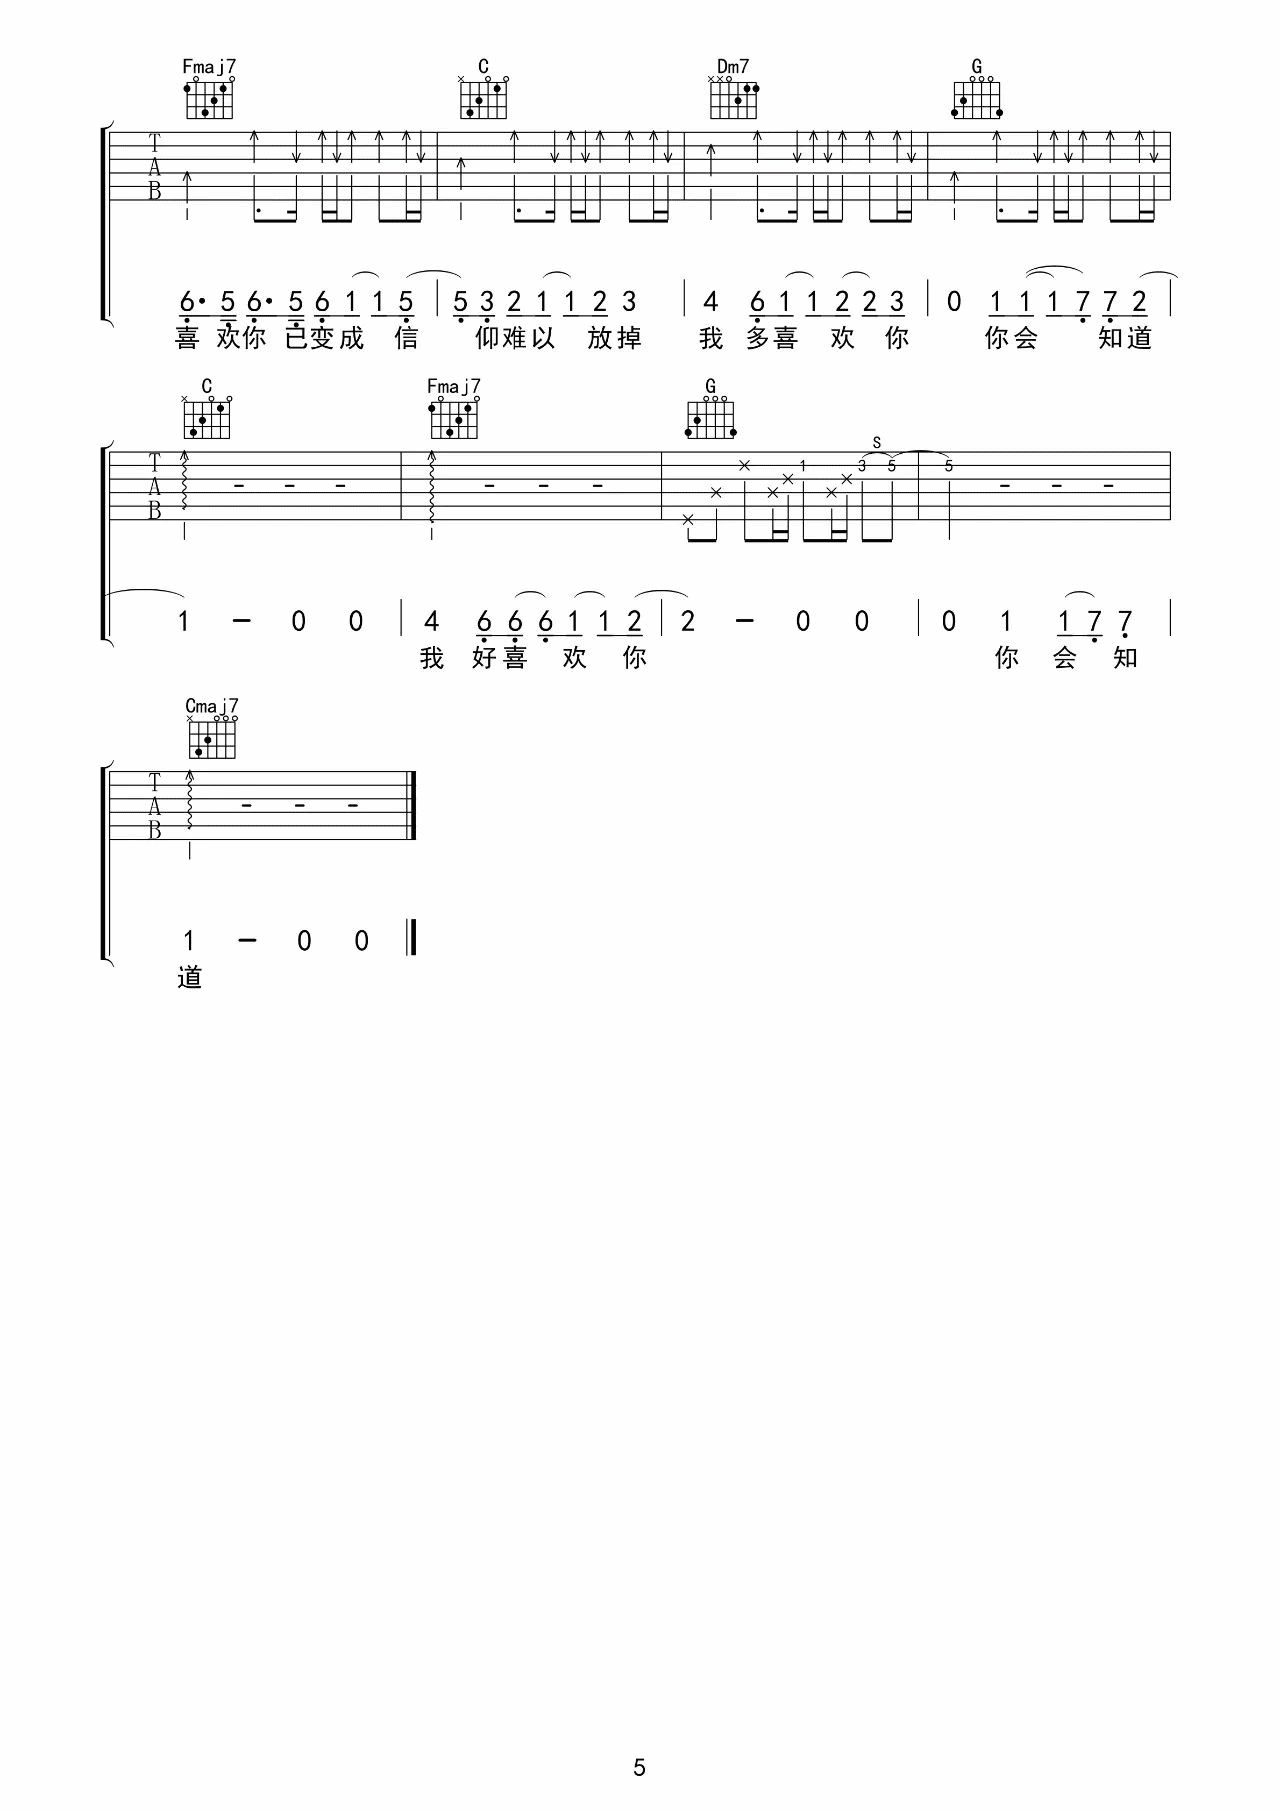 Fmaj7 C Dm7 G
T
A
B
6· 5 6· 5 6 1 1 5 | 5 3 2 1 1 2 3 | 4 6 1 1 2 2 3 | 0 1 1 1 7 7 2 |
喜 欢你 已变成 信 仰难以 放掉 我 多喜 欢 你 你会 知道
C Fmaj7 G
S
T
A
B
1 3 5 5
1 - 0 0 | 4 6 6 6 1 1 2 | 2 - 0 0 | 0 1 1 7 7 |
我 好喜 欢 你 你 会 知
Cmaj7
T
A
B
1 - 0 0
道
5